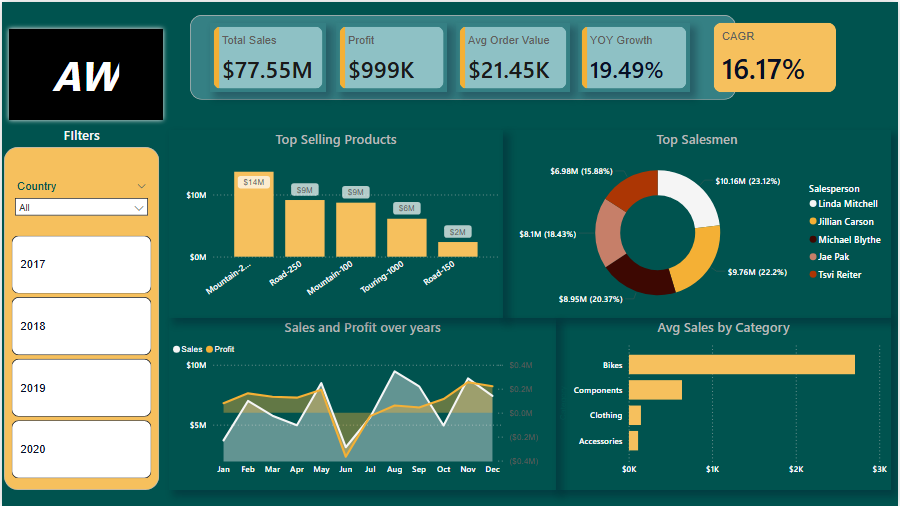 AW
FIlters
Country
All
2017
2018
2019
2020
Total Sales
$77.55M
Profit
$999K
Avg Order Value
$21.45K
YOY Growth
19.49%
CAGR
16.17%
Top Selling Products
$10M
$0M
$14M
$9M
$9M
$6M
$2M
Mountain-2...
Road-250
Mountain-100
Touring-1000
Road-150
Top Salesmen
$6.98M (15.88%)
$10.16M (23.12%)
$8.1M (18.43%)
$9.76M (22.2%)
$8.95M (20.37%)
Salesperson
Linda Mitchell
Jillian Carson
Michael Blythe
Jae Pak
Tsvi Reiter
Sales and Profit over years
Sales Profit
$10M
$5M
$0.4M
$0.2M
$0.0M
($0.2M)
($0.4M)
Jan Feb Mar Apr May Jun Jul Aug Sep Oct Nov Dec
Avg Sales by Category
Bikes
Components
Clothing
Accessories
$0K $1K $2K $3K